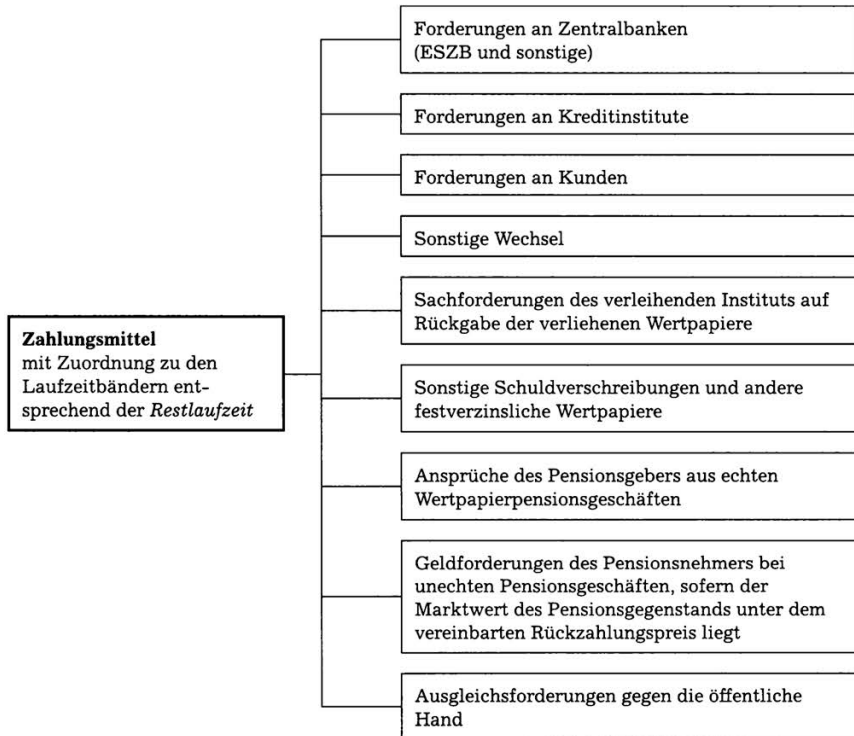 Forderungen an Zentralbanken
(ESZB und sonstige)
Forderungen an Kreditinstitute
Forderungen an Kunden
Sonstige Wechsel
Sachforderungen des verleihenden Instituts auf
Rückgabe der verliehenen Wertpapiere
Zahlungsmittel
mit Zuordnung zu den
Laufzeitbändern ent-
sprechend der Restlaufzeit
Sonstige Schuldverschreibungen und andere
festverzinsliche Wertpapiere
Ansprüche des Pensionsgebers aus echten
Wertpapierpensionsgeschäften
Geldforderungen des Pensionsnehmers bei
unechten Pensionsgeschäften, sofern der
Marktwert des Pensionsgegenstands unter dem
vereinbarten Rückzahlungspreis liegt
Ausgleichsforderungen gegen die öffentliche
Hand